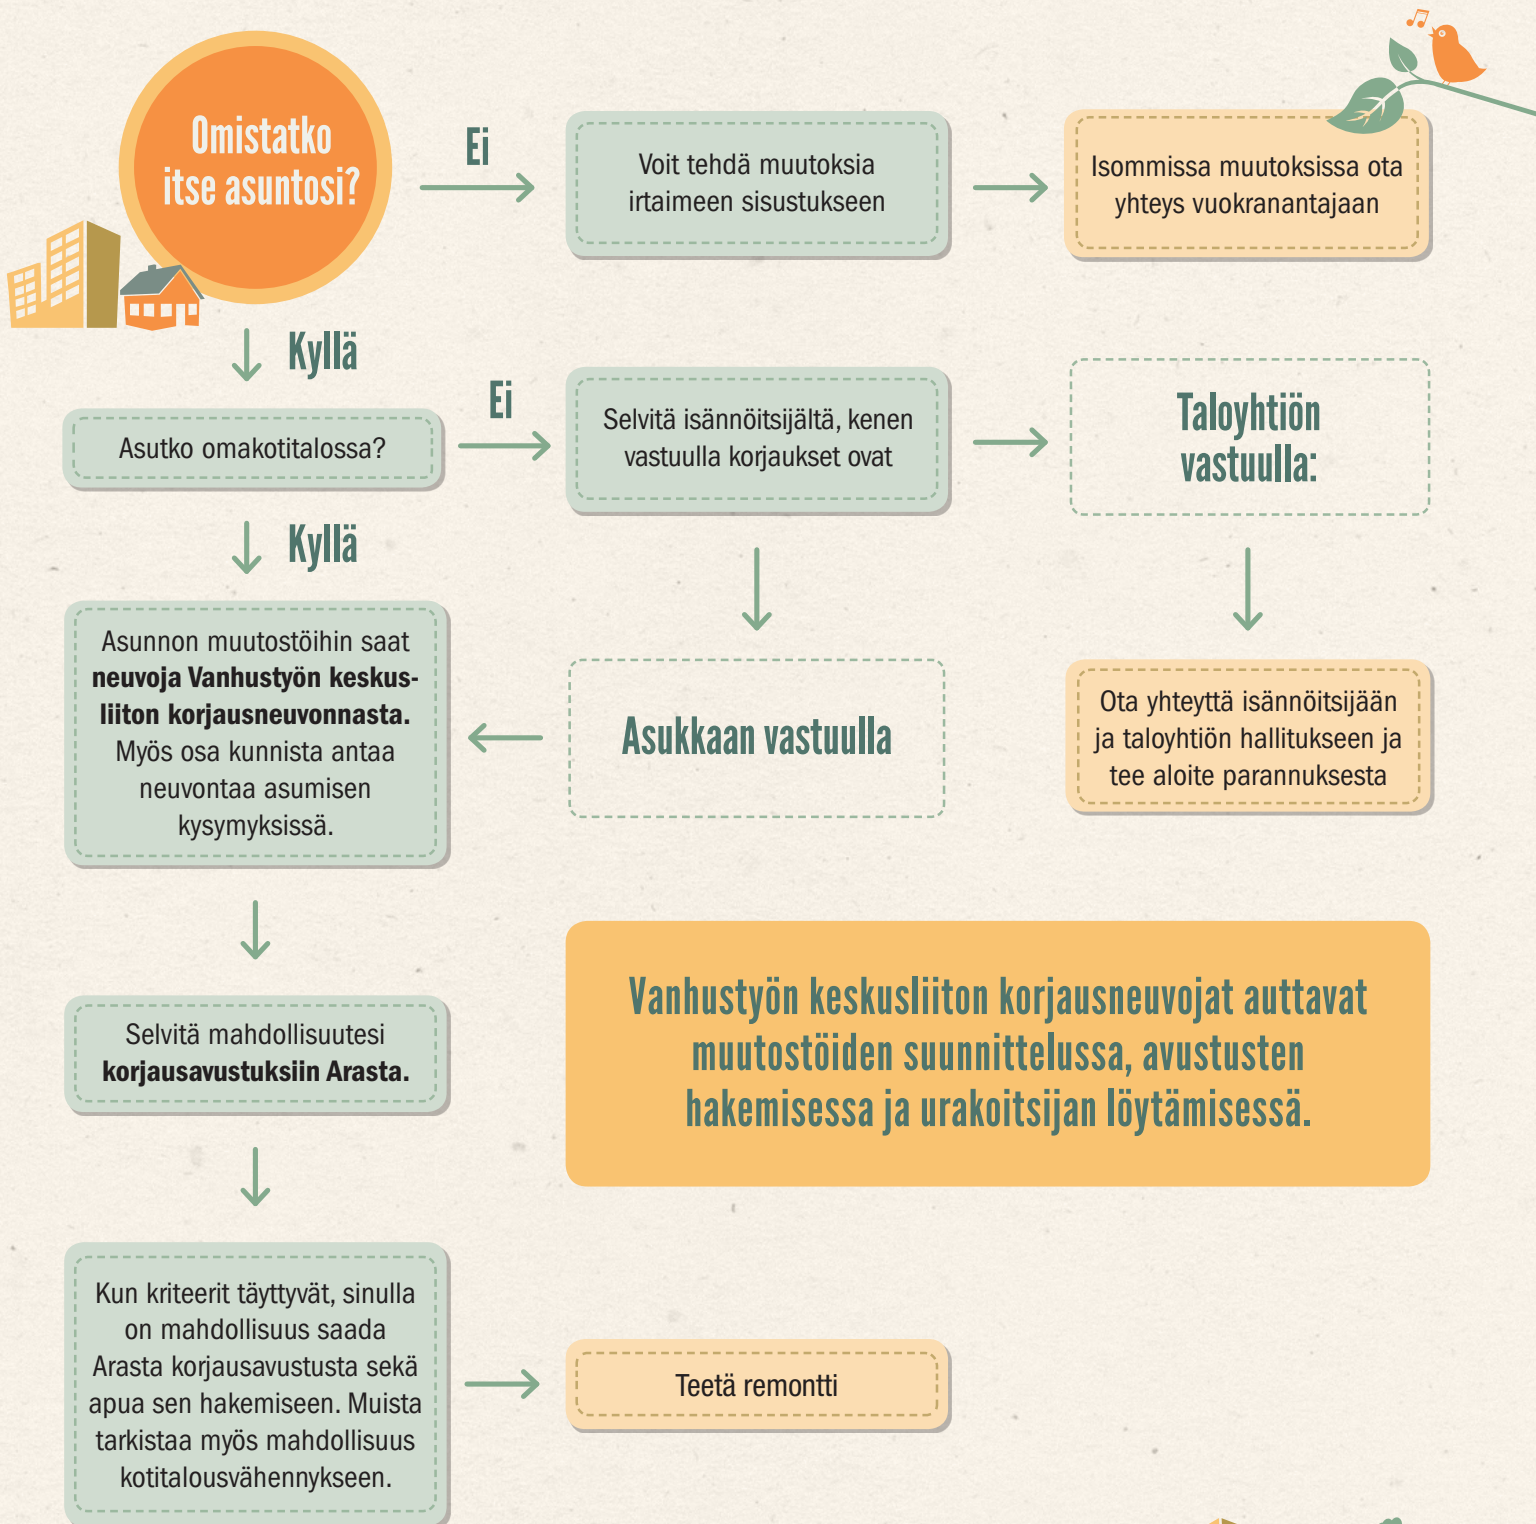 Omistatko
itse asuntosi?
Ei
Voit tehdä muutoksia
irtaimeen sisustukseen
Isommissa muutoksissa ota
yhteys vuokranantajaan
Kyllä
Asutko omakotitalossa?
Ei
Selvitä isännöitsijältä, kenen
vastuulla korjaukset ovat
Taloyhtiön
vastuulla:
Kyllä
Asunnon muutostöihin saat
neuvoja Vanhustyön keskus-
liiton korjausneuvonnasta.
Myös osa kunnista antaa
neuvontaa asumisen
kysymyksissä.
Asukkaan vastuulla
Ota yhteyttä isännöitsijään
ja taloyhtiön hallitukseen ja
tee aloite parannuksesta
Selvitä mahdollisuutesi
korjausavustuksiin Arasta.
Vanhustyön keskusliiton korjausneuvojat auttavat
muutostöiden suunnittelussa, avustusten
hakemisessa ja urakoitsijan löytämisessä.
Kun kriteerit täyttyvät, sinulla
on mahdollisuus saada
Arasta korjausavustusta sekä
apua sen hakemiseen. Muista
tarkistaa myös mahdollisuus
kotitalousvähennykseen.
Teetä remontti